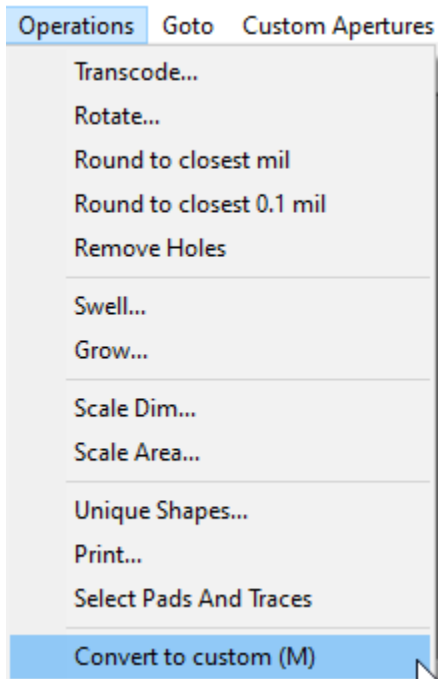 Operations Goto Custom Apertures
Transcode...
Rotate...
Round to closest mil
Round to closest 0.1 mil
Remove Holes
Swell...
Grow...
Scale Dim...
Scale Area...
Unique Shapes...
Print...
Select Pads And Traces
Convert to custom (M)